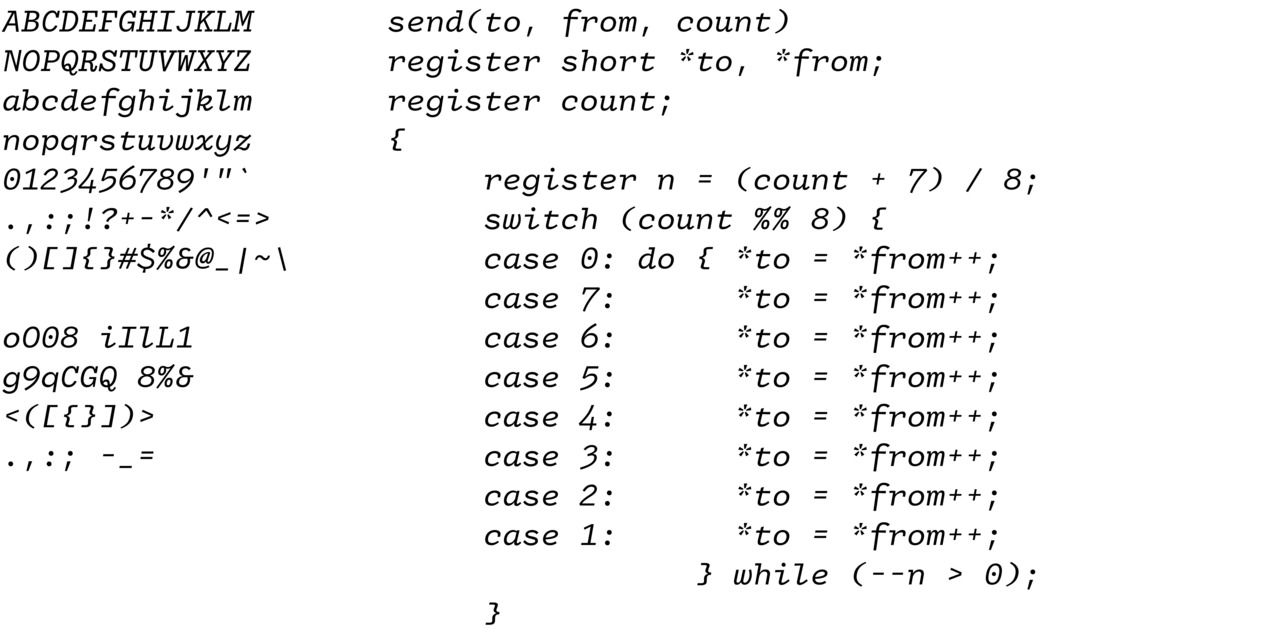 ABCDEFGHIJKLM
NOPQRSTUVWXYZ
abcdefghijklm
nopqrstuvwxyz
0123456789'"`
.,:;!?+-*/^<=>
()[]{}#$%&@_|~\
oO08 iIlL1
g9qCGQ 8%&
<([{}])>
.,:; -_=
send(to, from, count)
register short *to, *from;
register count;
{
     register n = (count + 7) / 8;
     switch (count %% 8) {
     case 0: do { *to = *from++;
     case 7:      *to = *from++;
     case 6:      *to = *from++;
     case 5:      *to = *from++;
     case 4:      *to = *from++;
     case 3:      *to = *from++;
     case 2:      *to = *from++;
     case 1:      *to = *from++;
                } while (--n > 0);
     }